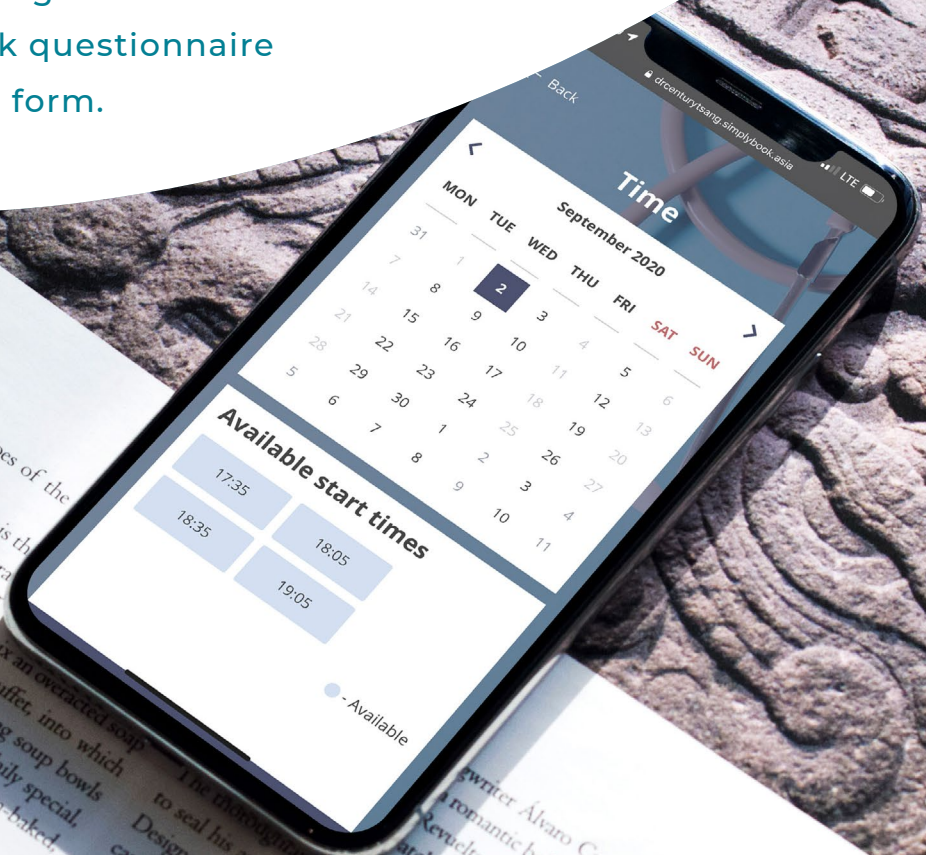 k questionnaire
form.
LTE
drcenturytsang.simplybook.asia
Back
Time
September 2020
MON TUE WED THU FRI SAT SUN
31 1 2 3 4 5 6
7 8 9 10 11 12 13
14 15 16 17 18 19 20
21 22 23 24 25 26 27
28 29 30 1 2 3 4
5 6 7 8 9 10 11
Available start times
17:35 18:05
18:35 19:05
- Available
of the
an overacted soap
into which
soup bowls
special,
to seal his
Álvaro
a romantic